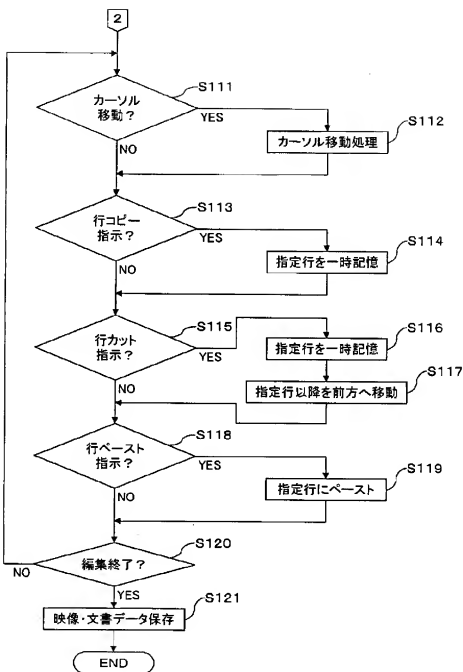 2
カーソル
移動？
S111
YES
NO
カーソル移動処理
S112
行コピー
指示？
S113
YES
NO
指定行を一時記憶
S114
行カット
指示？
S115
YES
NO
指定行を一時記憶
S116
指定行以降を前方へ移動
S117
行ペースト
指示？
S118
YES
NO
指定行にペースト
S119
編集終了？
S120
NO
YES
映像・文書データ保存
S121
END